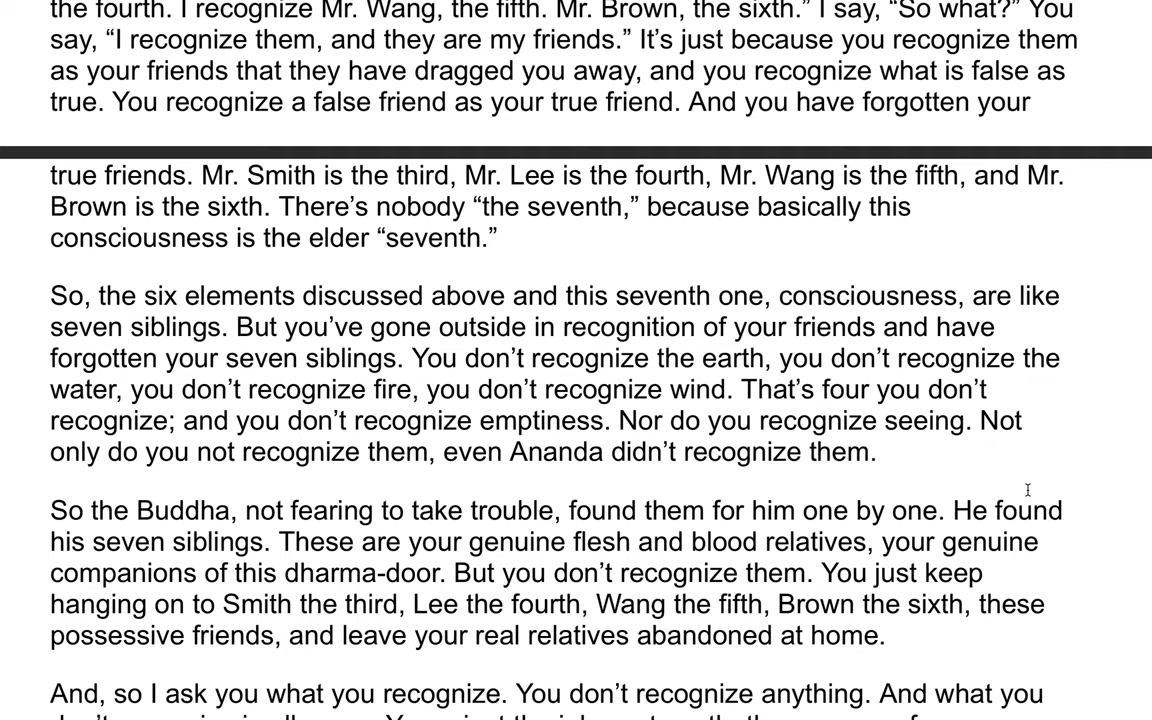 the fourth. I recognize Mr. Wang, the fifth. Mr. Brown, the sixth.” I say, “So what?” You
say, “I recognize them, and they are my friends.” It’s just because you recognize them
as your friends that they have dragged you away, and you recognize what is false as
true. You recognize a false friend as your true friend. And you have forgotten your
true friends. Mr. Smith is the third, Mr. Lee is the fourth, Mr. Wang is the fifth, and Mr.
Brown is the sixth. There’s nobody “the seventh,” because basically this
consciousness is the elder “seventh.”
So, the six elements discussed above and this seventh one, consciousness, are like
seven siblings. But you’ve gone outside in recognition of your friends and have
forgotten your seven siblings. You don’t recognize the earth, you don’t recognize the
water, you don’t recognize fire, you don’t recognize wind. That’s four you don’t
recognize; and you don’t recognize emptiness. Nor do you recognize seeing. Not
only do you not recognize them, even Ananda didn’t recognize them.
So the Buddha, not fearing to take trouble, found them for him one by one. He found
his seven siblings. These are your genuine flesh and blood relatives, your genuine
companions of this dharma-door. But you don’t recognize them. You just keep
hanging on to Smith the third, Lee the fourth, Wang the fifth, Brown the sixth, these
possessive friends, and leave your real relatives abandoned at home.
And, so I ask you what you recognize. You don’t recognize anything. And what you